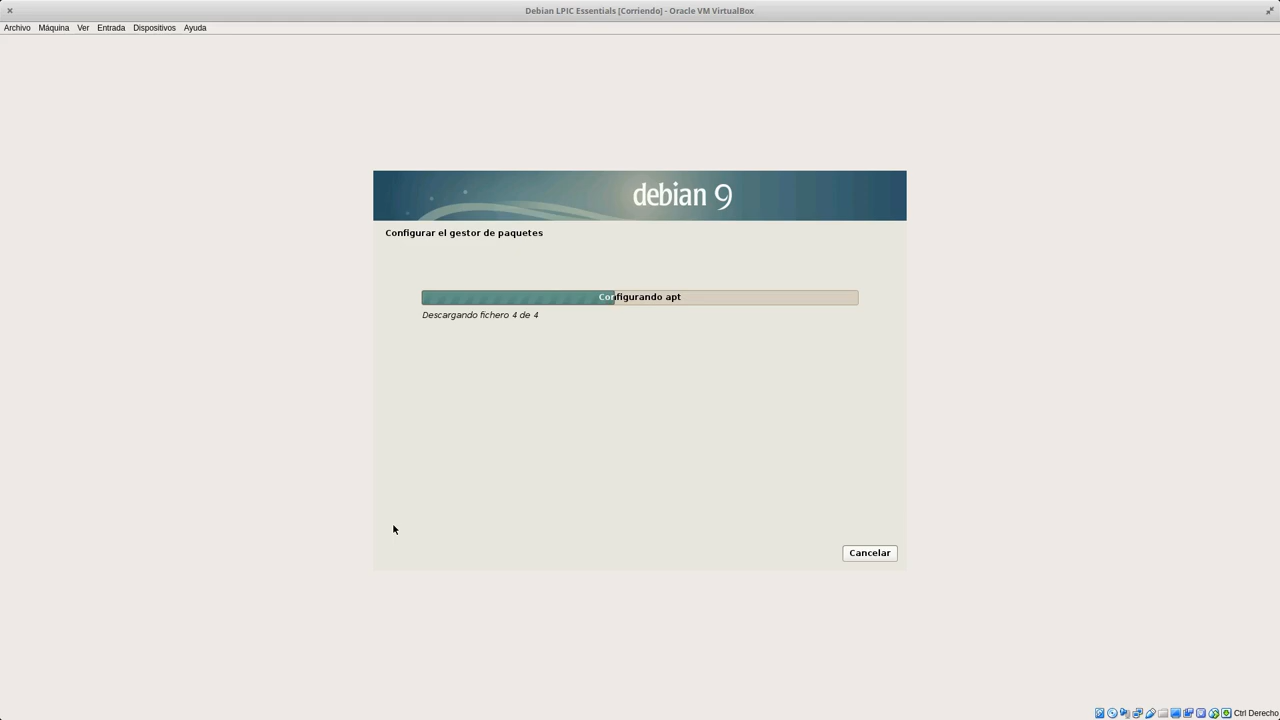 Debian LPIC Essentials [Corriendo] - Oracle VM VirtualBox
Archivo Máquina Ver Entrada Dispositivos Ayuda
debian 9
Configurar el gestor de paquetes
Configurando apt
Descargando fichero 4 de 4
Cancelar
Ctrl Derecho